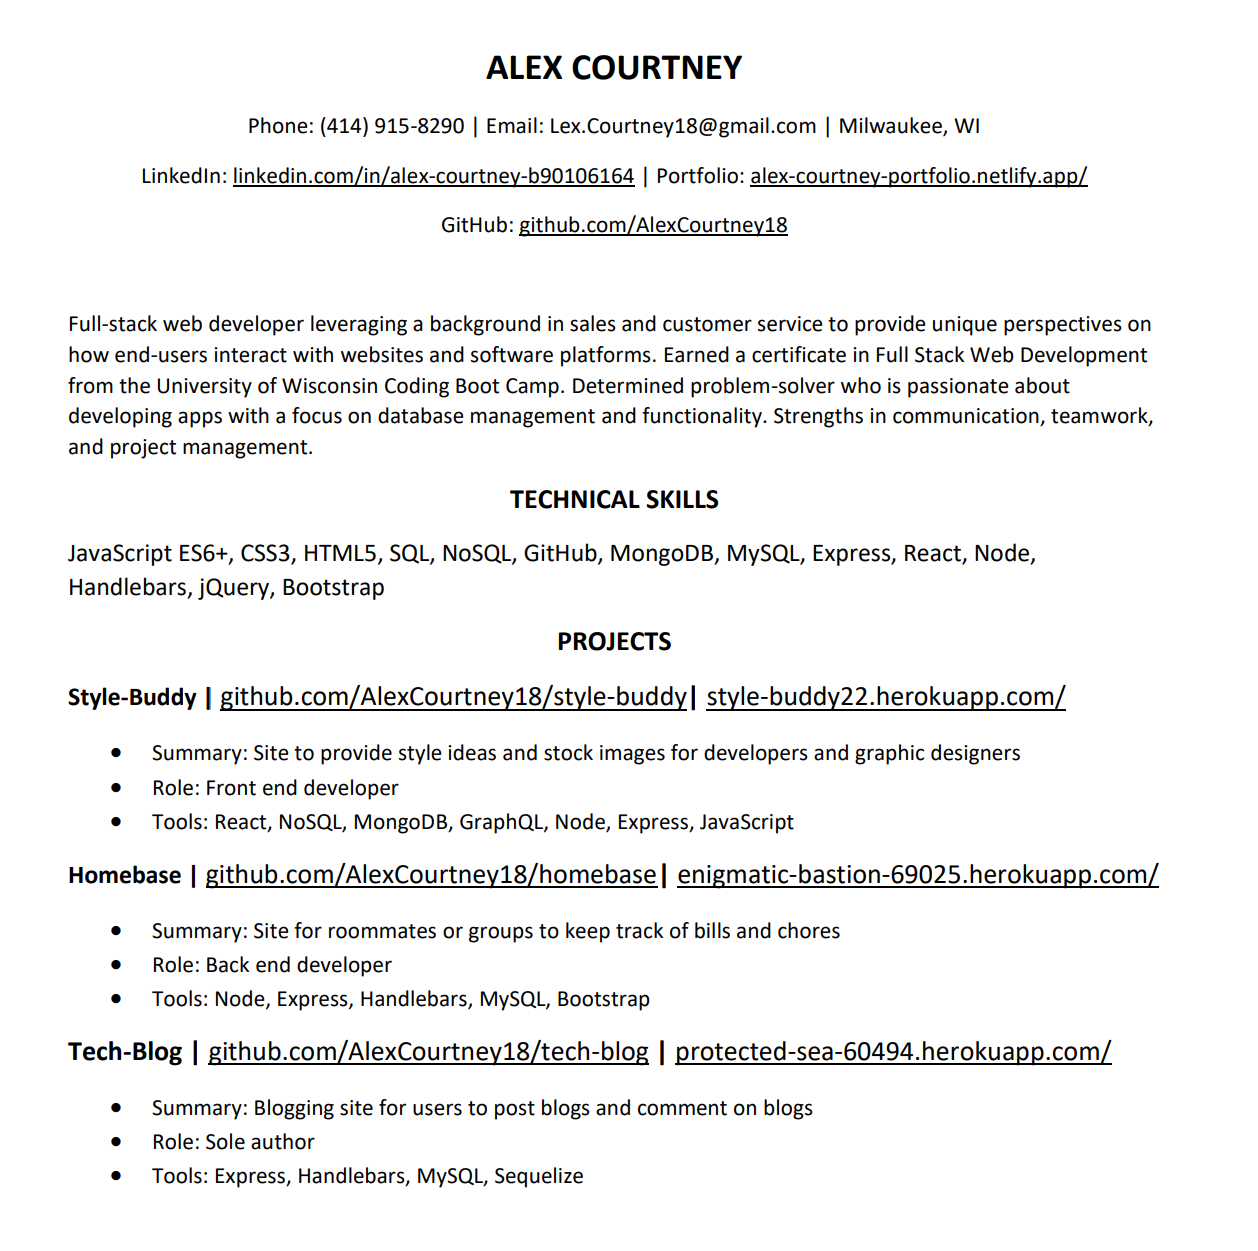 ALEX COURTNEY
Phone: (414) 915-8290 | Email: Lex.Courtney18@gmail.com | Milwaukee, WI
LinkedIn: linkedin.com/in/alex-courtney-b90106164 | Portfolio: alex-courtney-portfolio.netlify.app/
GitHub: github.com/AlexCourtney18
Full-stack web developer leveraging a background in sales and customer service to provide unique perspectives on
how end-users interact with websites and software platforms. Earned a certificate in Full Stack Web Development
from the University of Wisconsin Coding Boot Camp. Determined problem-solver who is passionate about
developing apps with a focus on database management and functionality. Strengths in communication, teamwork,
and project management.
TECHNICAL SKILLS
JavaScript ES6+, CSS3, HTML5, SQL, NoSQL, GitHub, MongoDB, MySQL, Express, React, Node,
Handlebars, jQuery, Bootstrap
PROJECTS
Style-Buddy | github.com/AlexCourtney18/style-buddy| style-buddy22.herokuapp.com/
• Summary: Site to provide style ideas and stock images for developers and graphic designers
• Role: Front end developer
• Tools: React, NoSQL, MongoDB, GraphQL, Node, Express, JavaScript
Homebase | github.com/AlexCourtney18/homebase| enigmatic-bastion-69025.herokuapp.com/
• Summary: Site for roommates or groups to keep track of bills and chores
• Role: Back end developer
• Tools: Node, Express, Handlebars, MySQL, Bootstrap
Tech-Blog | github.com/AlexCourtney18/tech-blog | protected-sea-60494.herokuapp.com/
• Summary: Blogging site for users to post blogs and comment on blogs
• Role: Sole author
• Tools: Express, Handlebars, MySQL, Sequelize